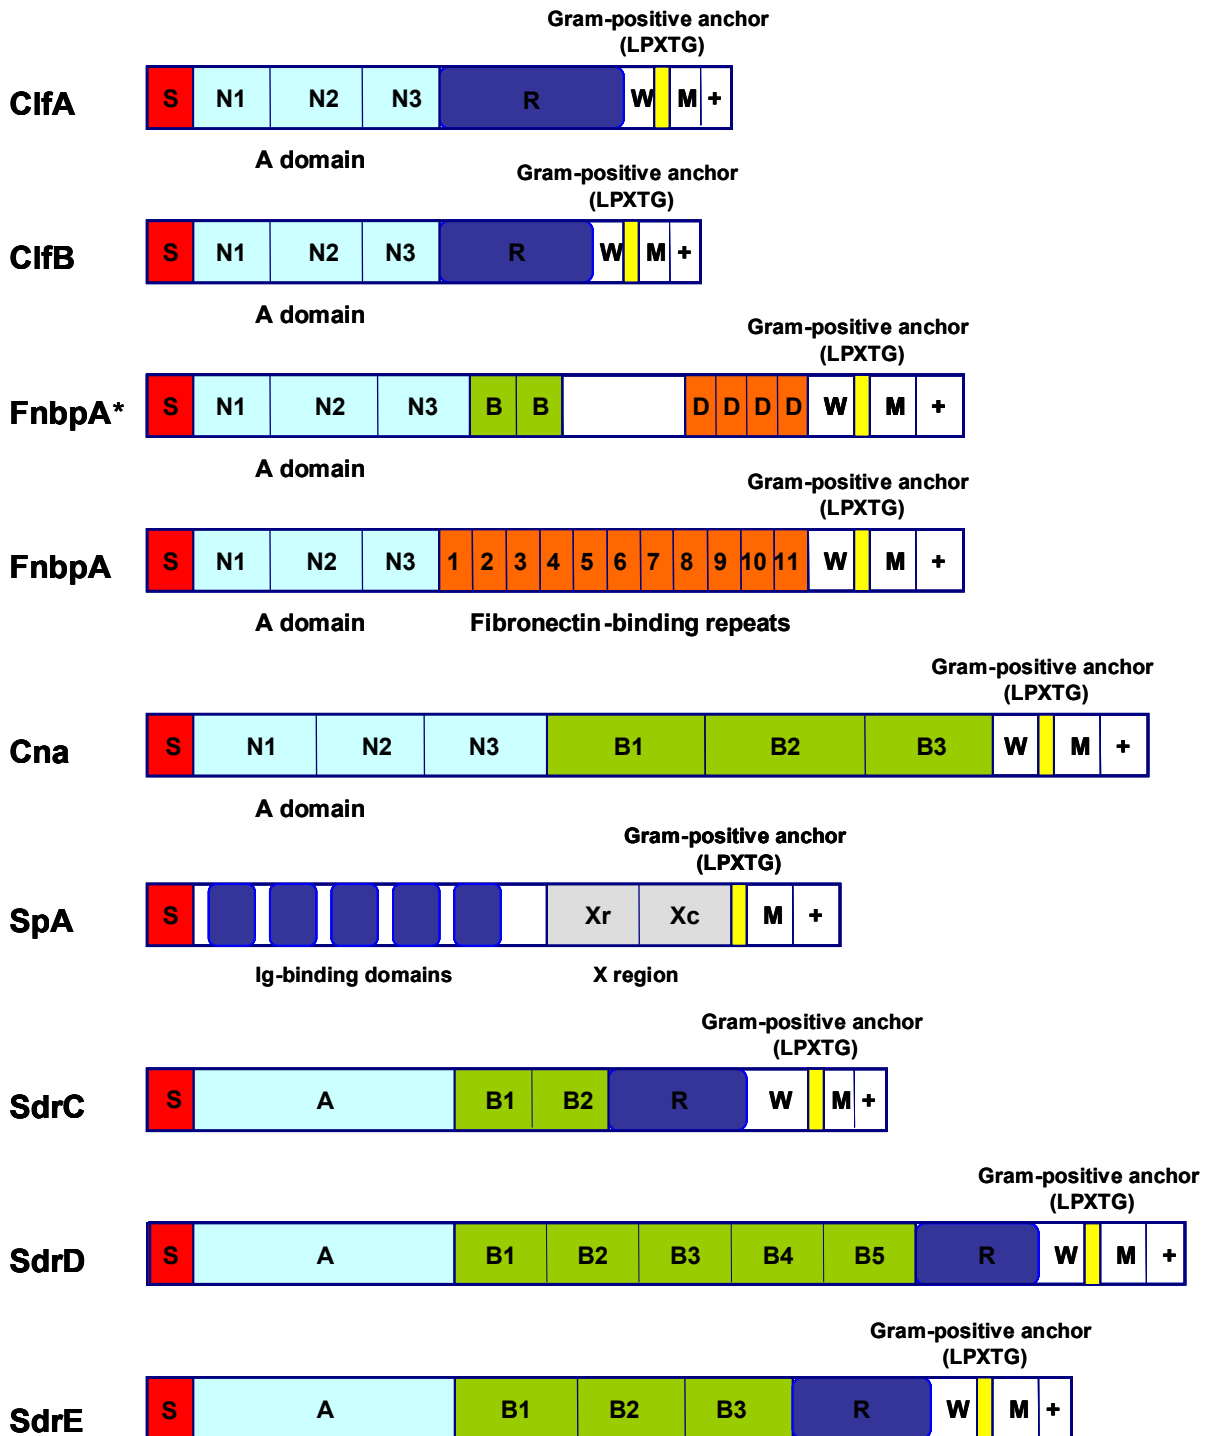 Gram-positive anchor
(LPXTG)
ClfA S N1 N2 N3 R W M +
A domain
Gram-positive anchor
(LPXTG)
ClfB S N1 N2 N3 R W M +
A domain
Gram-positive anchor
(LPXTG)
FnbpA* S N1 N2 N3 B B D D D D W M +
A domain
Gram-positive anchor
(LPXTG)
FnbpA S N1 N2 N3 1 2 3 4 5 6 7 8 9 10 11 W M +
A domain Fibronectin-binding repeats
Gram-positive anchor
(LPXTG)
Cna S N1 N2 N3 B1 B2 B3 W M +
A domain
Gram-positive anchor
(LPXTG)
SpA S Xr Xc M +
Ig-binding domains X region
Gram-positive anchor
(LPXTG)
SdrC S A B1 B2 R W M +
Gram-positive anchor
(LPXTG)
SdrD S A B1 B2 B3 B4 B5 R W M +
Gram-positive anchor
(LPXTG)
SdrE S A B1 B2 B3 R W M +